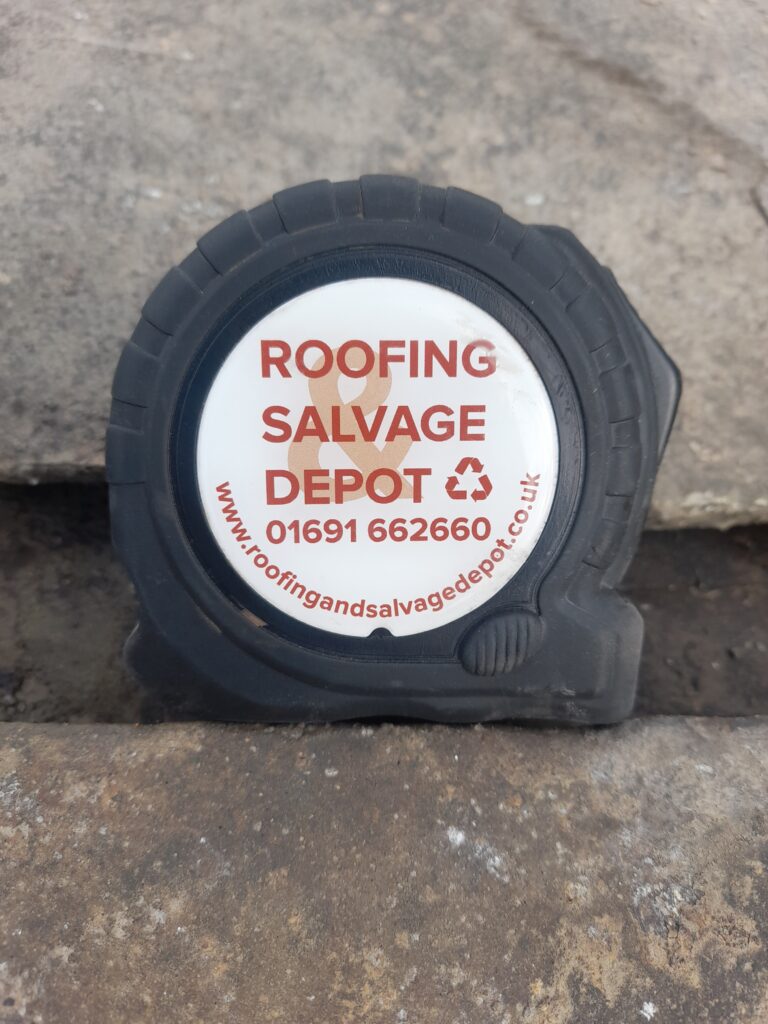 ROOFING
&
SALVAGE
DEPOT
01691 662660
www.roofingandsalvagedepot.co.uk